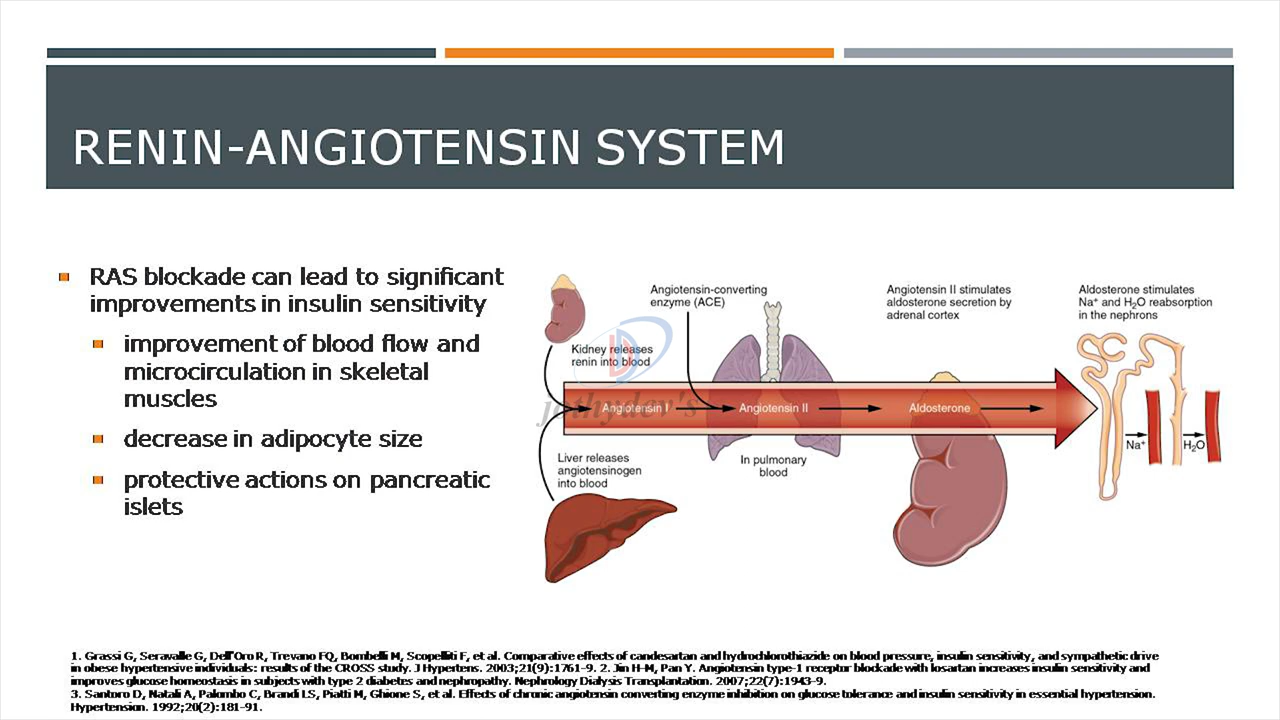 RENIN-ANGIOTENSIN SYSTEM
RAS blockade can lead to significant
improvements in insulin sensitivity
improvement of blood flow and
microcirculation in skeletal
muscles
decrease in adipocyte size
protective actions on pancreatic
islets
Angiotensin-converting
enzyme (ACE)
Angiotensin II stimulates
aldosterone secretion by
adrenal cortex
Aldosterone stimulates
Na⁺ and H₂O reabsorption
in the nephrons
Kidney releases
renin into blood
jothydev's
Angiotensin I
Angiotensin II
Aldosterone
Na⁺
H₂O
Liver releases
angiotensinogen
into blood
In pulmonary
blood
1. Grassi G, Seravalle G, Dell'Oro R, Trevano FQ, Bombelli M, Scopelliti F, et al. Comparative effects of candesartan and hydrochlorothiazide on blood pressure, insulin sensitivity, and sympathetic drive
in obese hypertensive individuals: results of the CROSS study. J Hypertens. 2003;21(9):1761-9. 2. Jin H-M, Pan Y. Angiotensin type-1 receptor blockade with losartan increases insulin sensitivity and
improves glucose homeostasis in subjects with type 2 diabetes and nephropathy. Nephrology Dialysis Transplantation. 2007;22(7):1943-9.
3. Santoro D, Natali A, Palombo C, Brandi LS, Piatti M, Ghione S, et al. Effects of chronic angiotensin converting enzyme inhibition on glucose tolerance and insulin sensitivity in essential hypertension.
Hypertension. 1992;20(2):181-91.